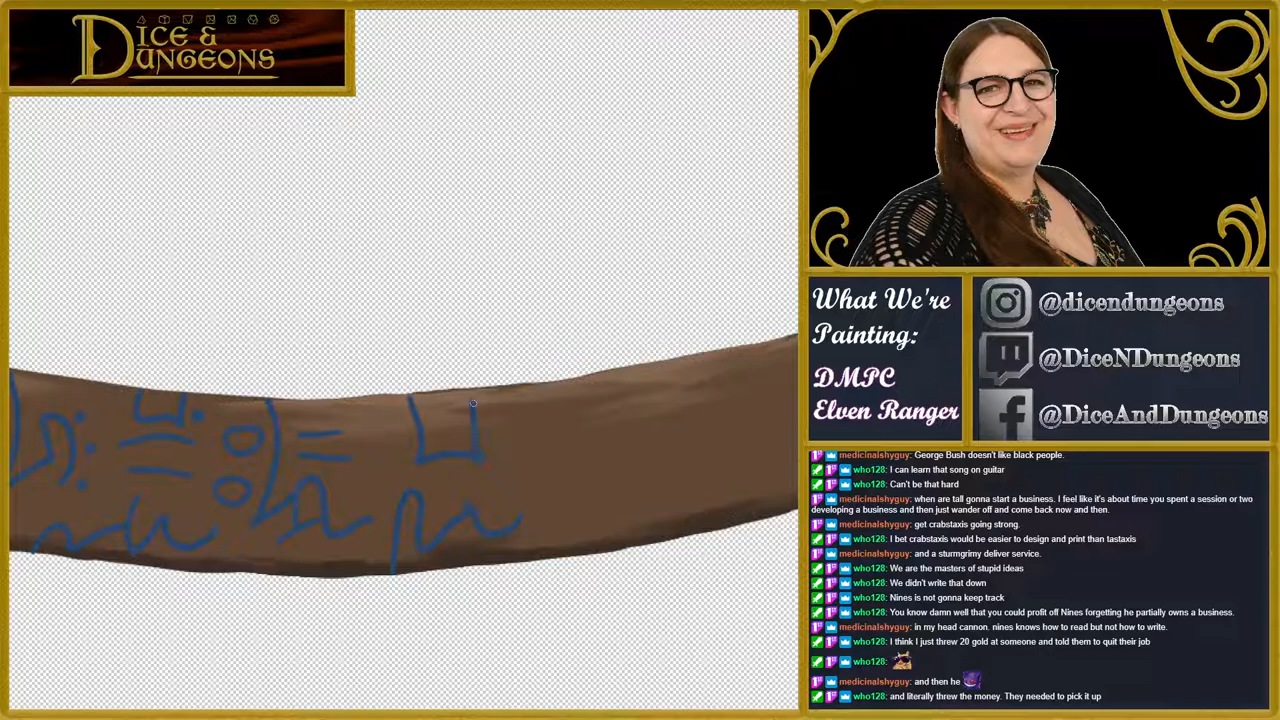 DICE &
DUNGEONS
What We're
Painting:
DMPC
Elven Ranger
@dicendungeons
@DiceNDungeons
@DiceAndDungeons
medicinalshyguy: George Bush doesn't like black people.
who128: I can learn that song on guitar
who128: Can't be that hard
medicinalshyguy: when are tall gonna start a business. I feel like it's about time you spent a session or two
developing a business and then just wander off and come back now and then.
medicinalshyguy: get crabstaxis going strong.
who128: I bet crabstaxis would be easier to design and print than tastaxis
medicinalshyguy: and a sturmgrimy deliver service.
who128: We are the masters of stupid ideas
who128: We didn't write that down
who128: Nines is not gonna keep track
who128: You know damn well that you could profit off Nines forgetting he partially owns a business.
medicinalshyguy: in my head cannon. nines knows how to read but not how to write.
who128: I think I just threw 20 gold at someone and told them to quit their job
who128:
medicinalshyguy: and then he
who128: and literally threw the money. They needed to pick it up